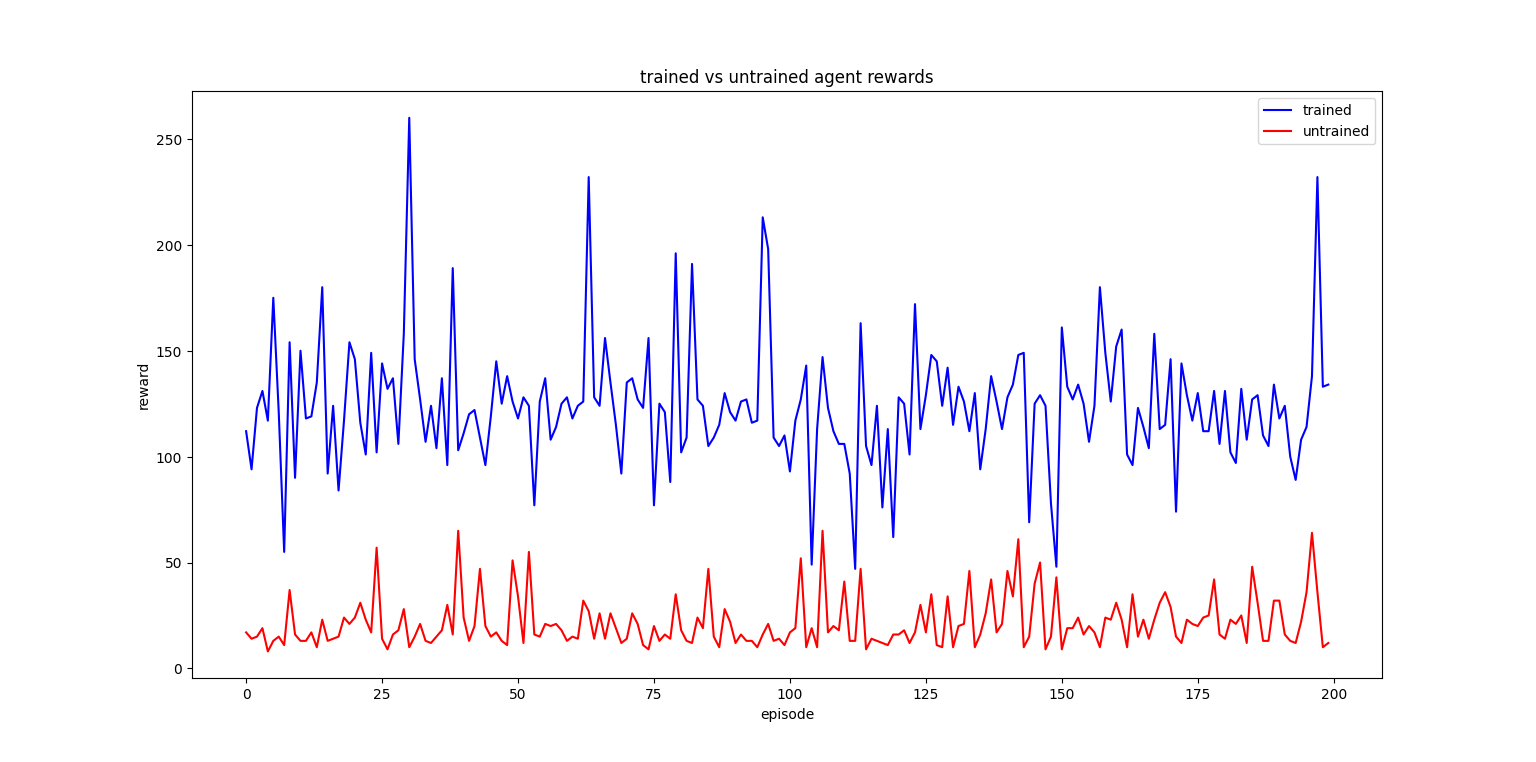 trained vs untrained agent rewards
trained
untrained
250
200
150
100
50
0
reward
0 25 50 75 100 125 150 175 200
episode